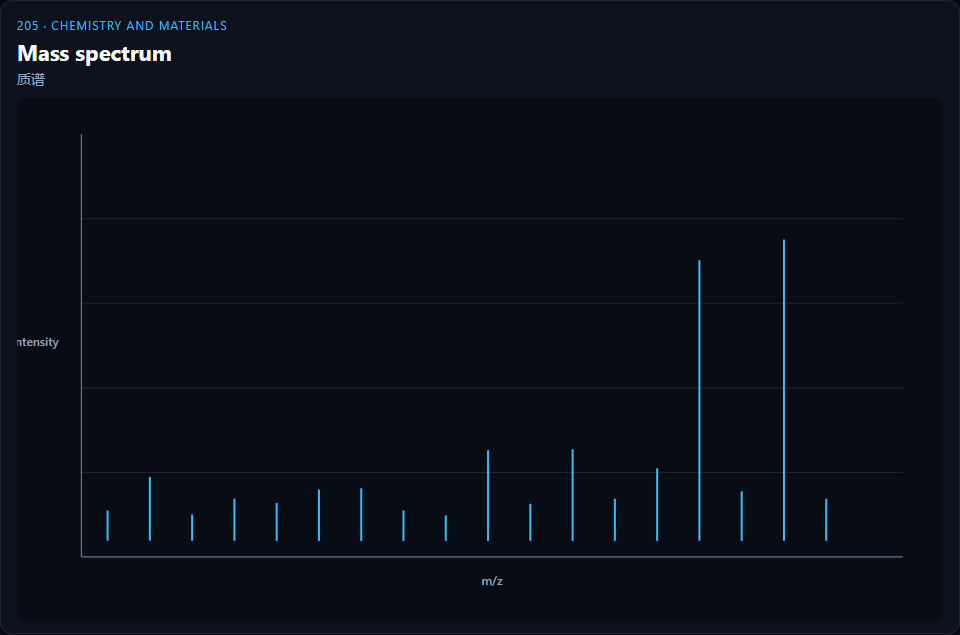 205 · CHEMISTRY AND MATERIALS
Mass spectrum
质谱
ntensity
m/z